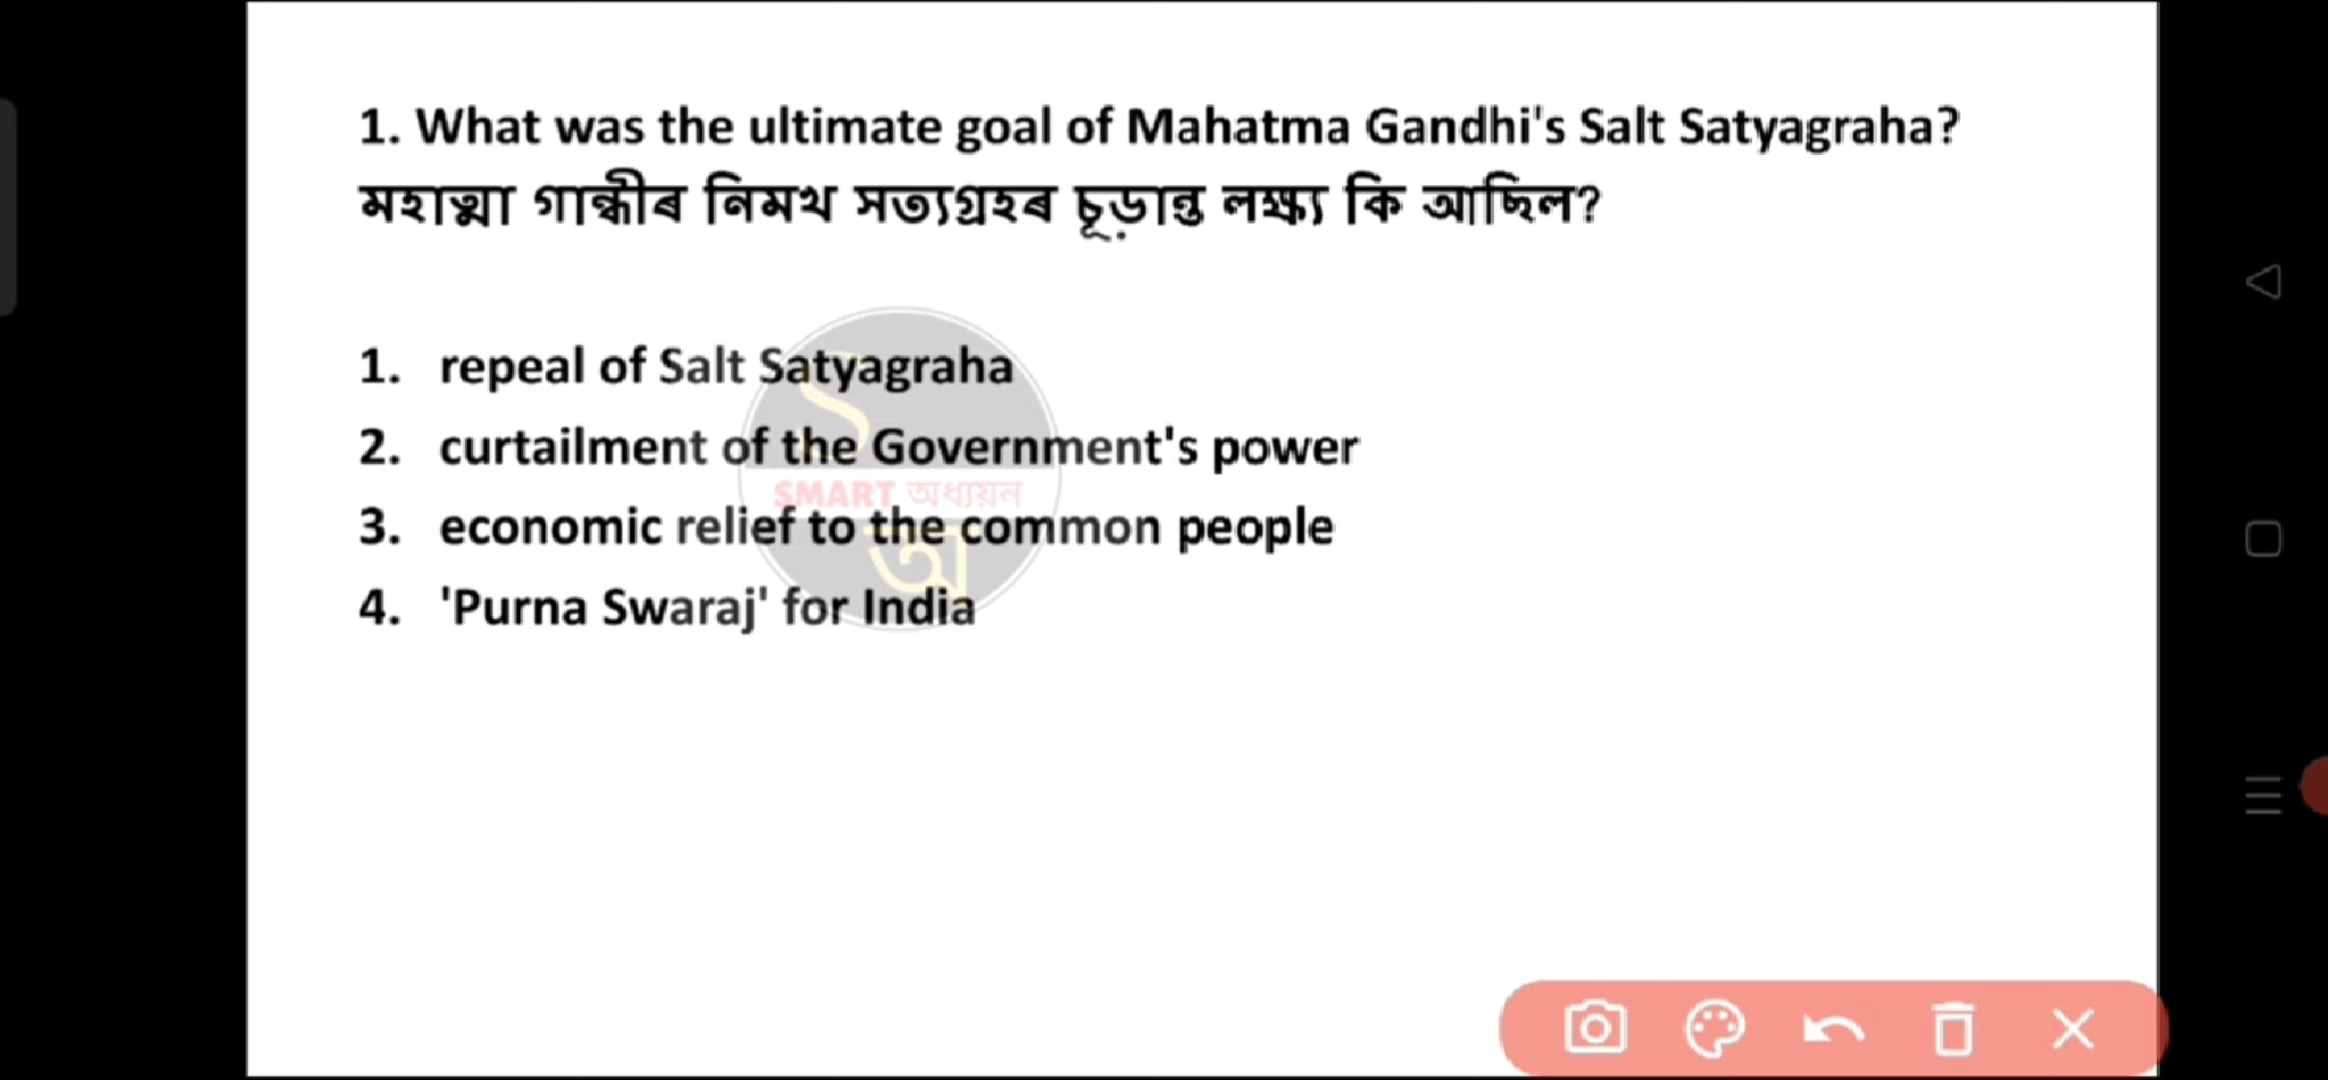 1. What was the ultimate goal of Mahatma Gandhi's Salt Satyagraha?
মহাত্মা গান্ধীৰ নিমখ সত্যগ্ৰহৰ চূড়ান্ত লক্ষ্য কি আছিল?
1. repeal of Salt Satyagraha
2. curtailment of the Government's power
SMART অধ্যয়ন
3. economic relief to the common people
অ
4. 'Purna Swaraj' for India